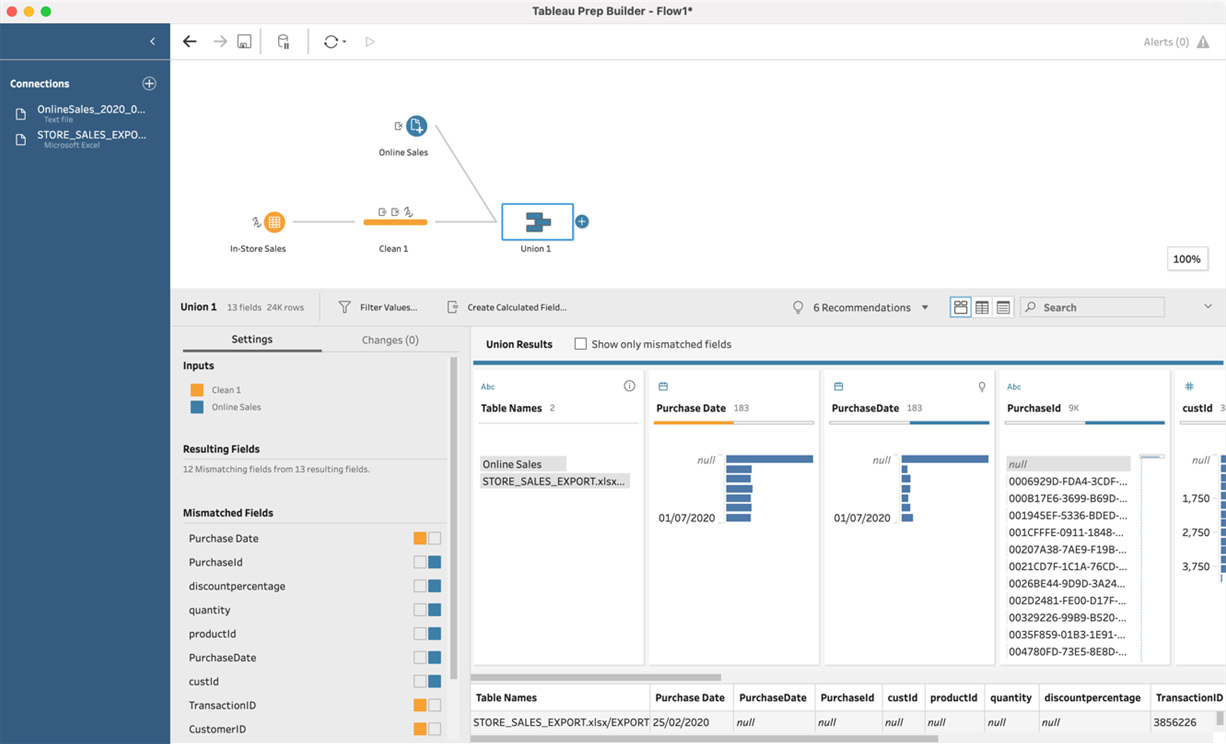 Tableau Prep Builder - Flow1*
Alerts (0)
Connections
OnlineSales_2020_0...
Text file
STORE_SALES_EXPO...
Microsoft Excel
Online Sales
In-Store Sales
Clean 1
Union 1
100%
Union 1 13 fields 24K rows Filter Values... Create Calculated Field... 6 Recommendations Search
Settings Changes (0)
Inputs
Clean 1
Online Sales
Resulting Fields
12 Mismatching fields from 13 resulting fields.
Mismatched Fields
Purchase Date
PurchaseId
discountpercentage
quantity
productId
PurchaseDate
custId
TransactionID
CustomerID
Union Results Show only mismatched fields
Abc
Table Names 2
Online Sales
STORE_SALES_EXPORT.xlsx...
Purchase Date 183
null
01/07/2020
PurchaseDate 183
null
01/07/2020
Abc
PurchaseId 9K
null
0006929D-FDA4-3CDF-...
000B17E6-3699-B69D-...
001945EF-5336-BDED-...
001CFFFE-0911-1848-...
00207A38-7AE9-F19B-...
0021CD7F-1C1A-76CD-...
0026BE44-9D9D-3A24...
002D2481-FE00-D17F-...
00329226-99B9-B520-...
0035F859-01B3-1E91-...
004780FD-73E5-8E8D-...
#
custId 3
null
1,750
2,750
3,750
Table Names Purchase Date PurchaseDate PurchaseId custId productId quantity discountpercentage TransactionID
STORE_SALES_EXPORT.xlsx/EXPORT 25/02/2020 null null null null null null 3856226